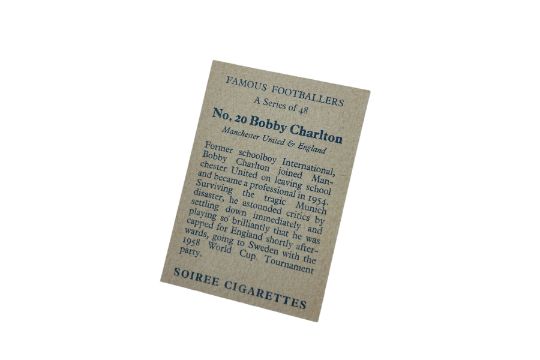 FAMOUS FOOTBALLERS
A Series of 48
No. 20 Bobby Charlton
Manchester United & England
Former schoolboy International,
Bobby Charlton joined Man-
chester United on leaving school
and became a professional in 1954.
Surviving the tragic Munich
disaster, he astounded critics by
settling down immediately and
playing so brilliantly that he was
capped for England shortly after-
wards, going to Sweden with the
1958 World Cup Tournament
party.
SOIREE CIGARETTES